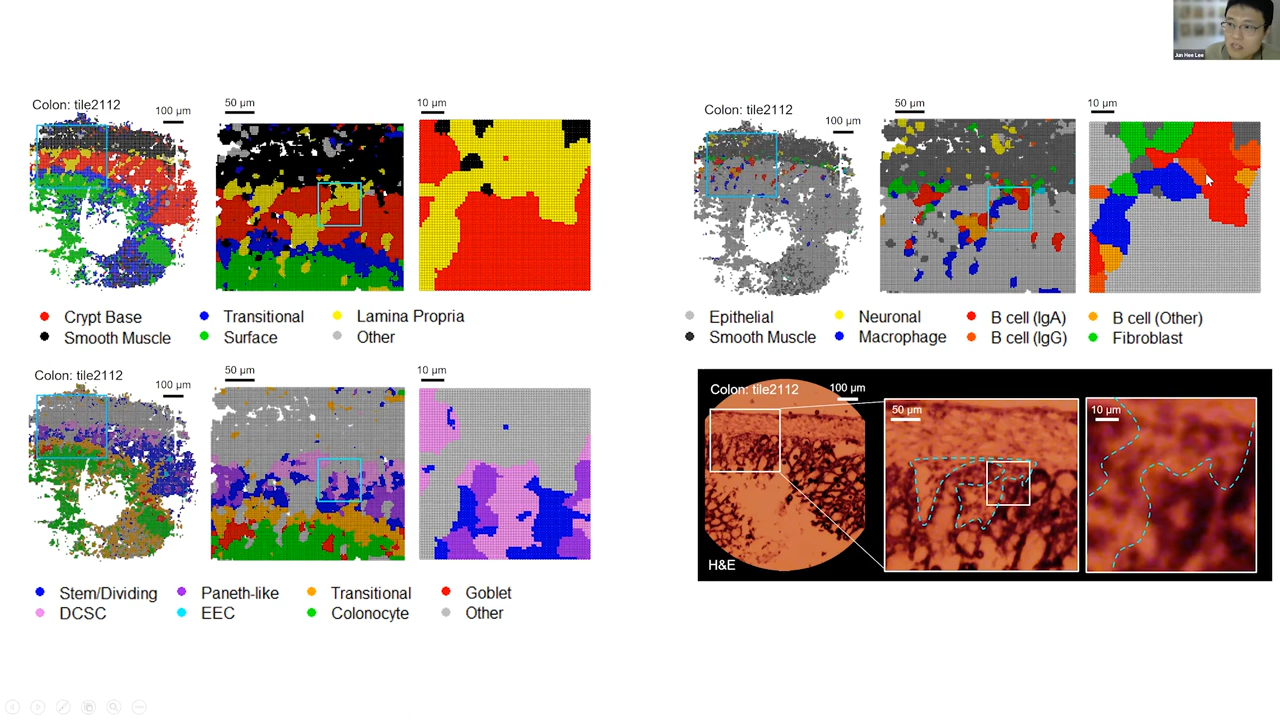 Jun Hee Lee
Colon: tile2112
100 µm
50 µm
10 µm
Crypt Base
Transitional
Lamina Propria
Smooth Muscle
Surface
Other
Colon: tile2112
100 µm
50 µm
10 µm
Stem/Dividing
Paneth-like
Transitional
Goblet
DCSC
EEC
Colonocyte
Other
Colon: tile2112
100 µm
50 µm
10 µm
Epithelial
Neuronal
B cell (IgA)
B cell (Other)
Smooth Muscle
Macrophage
B cell (IgG)
Fibroblast
Colon: tile2112
100 µm
50 µm
10 µm
H&E